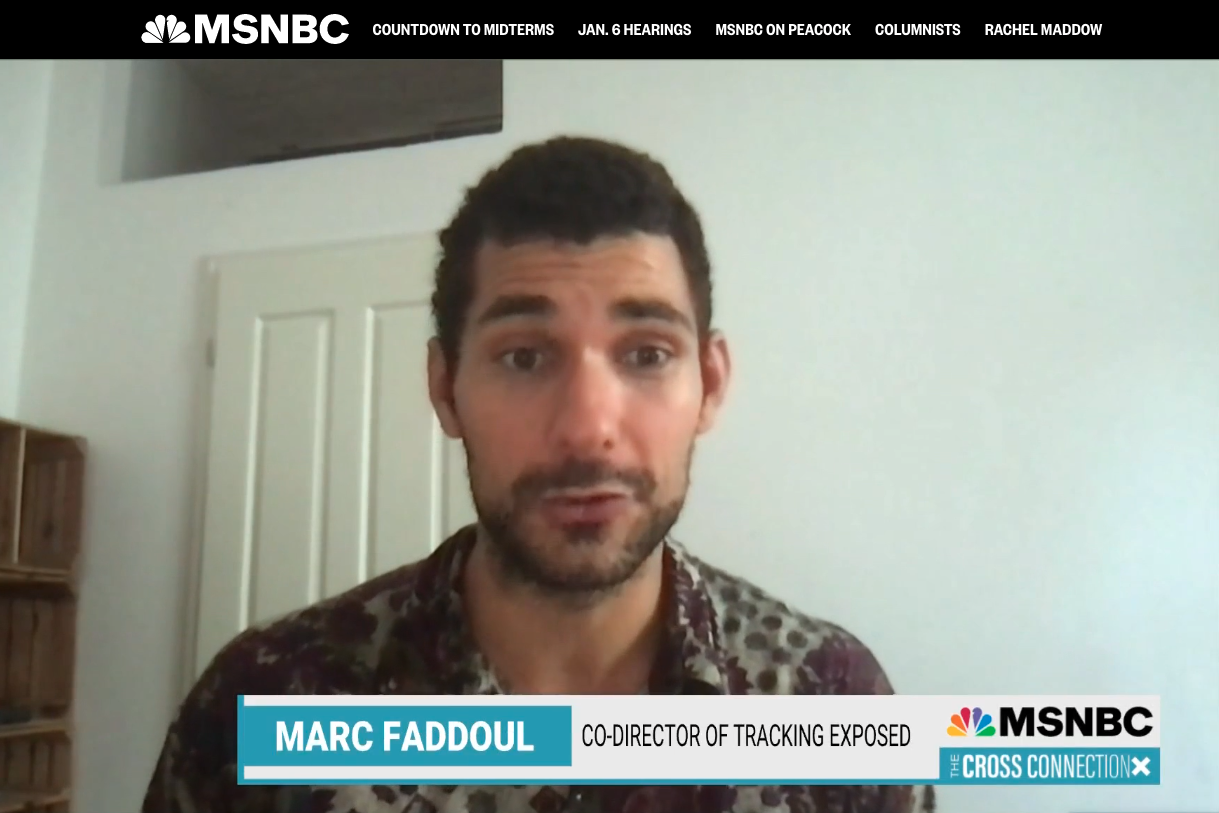 MSNBC COUNTDOWN TO MIDTERMS JAN. 6 HEARINGS MSNBC ON PEACOCK COLUMNISTS RACHEL MADDOW
MARC FADDOUL CO-DIRECTOR OF TRACKING EXPOSED
MSNBC
THE CROSS CONNECTION